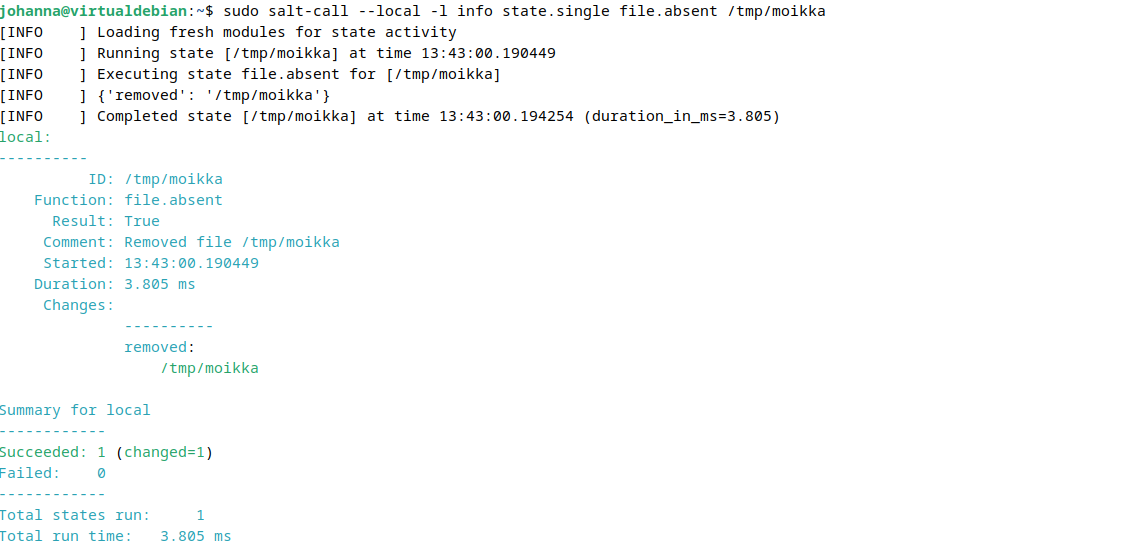 johanna@virtualdebian:~$ sudo salt-call --local -l info state.single file.absent /tmp/moikka
[INFO    ] Loading fresh modules for state activity
[INFO    ] Running state [/tmp/moikka] at time 13:43:00.190449
[INFO    ] Executing state file.absent for [/tmp/moikka]
[INFO    ] {'removed': '/tmp/moikka'}
[INFO    ] Completed state [/tmp/moikka] at time 13:43:00.194254 (duration_in_ms=3.805)
local:
----------
          ID: /tmp/moikka
    Function: file.absent
      Result: True
     Comment: Removed file /tmp/moikka
     Started: 13:43:00.190449
    Duration: 3.805 ms
     Changes:
              ----------
              removed:
                  /tmp/moikka

Summary for local
------------
Succeeded: 1 (changed=1)
Failed:    0
------------
Total states run:     1
Total run time:   3.805 ms